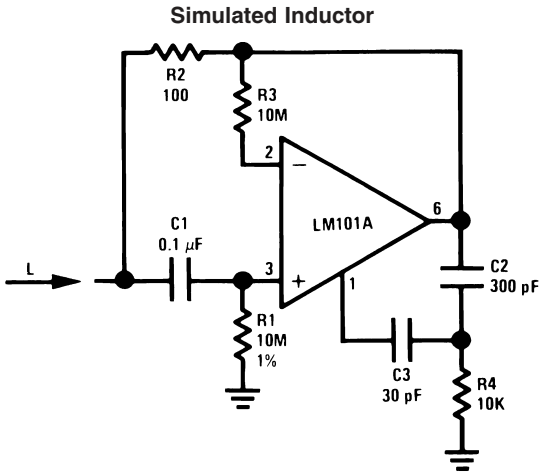 Simulated Inductor
R2
100
R3
10M
2
−
LM101A
6
C1
0.1 μF
L
3
+
1
C2
300 pF
R1
10M
1%
C3
30 pF
R4
10K